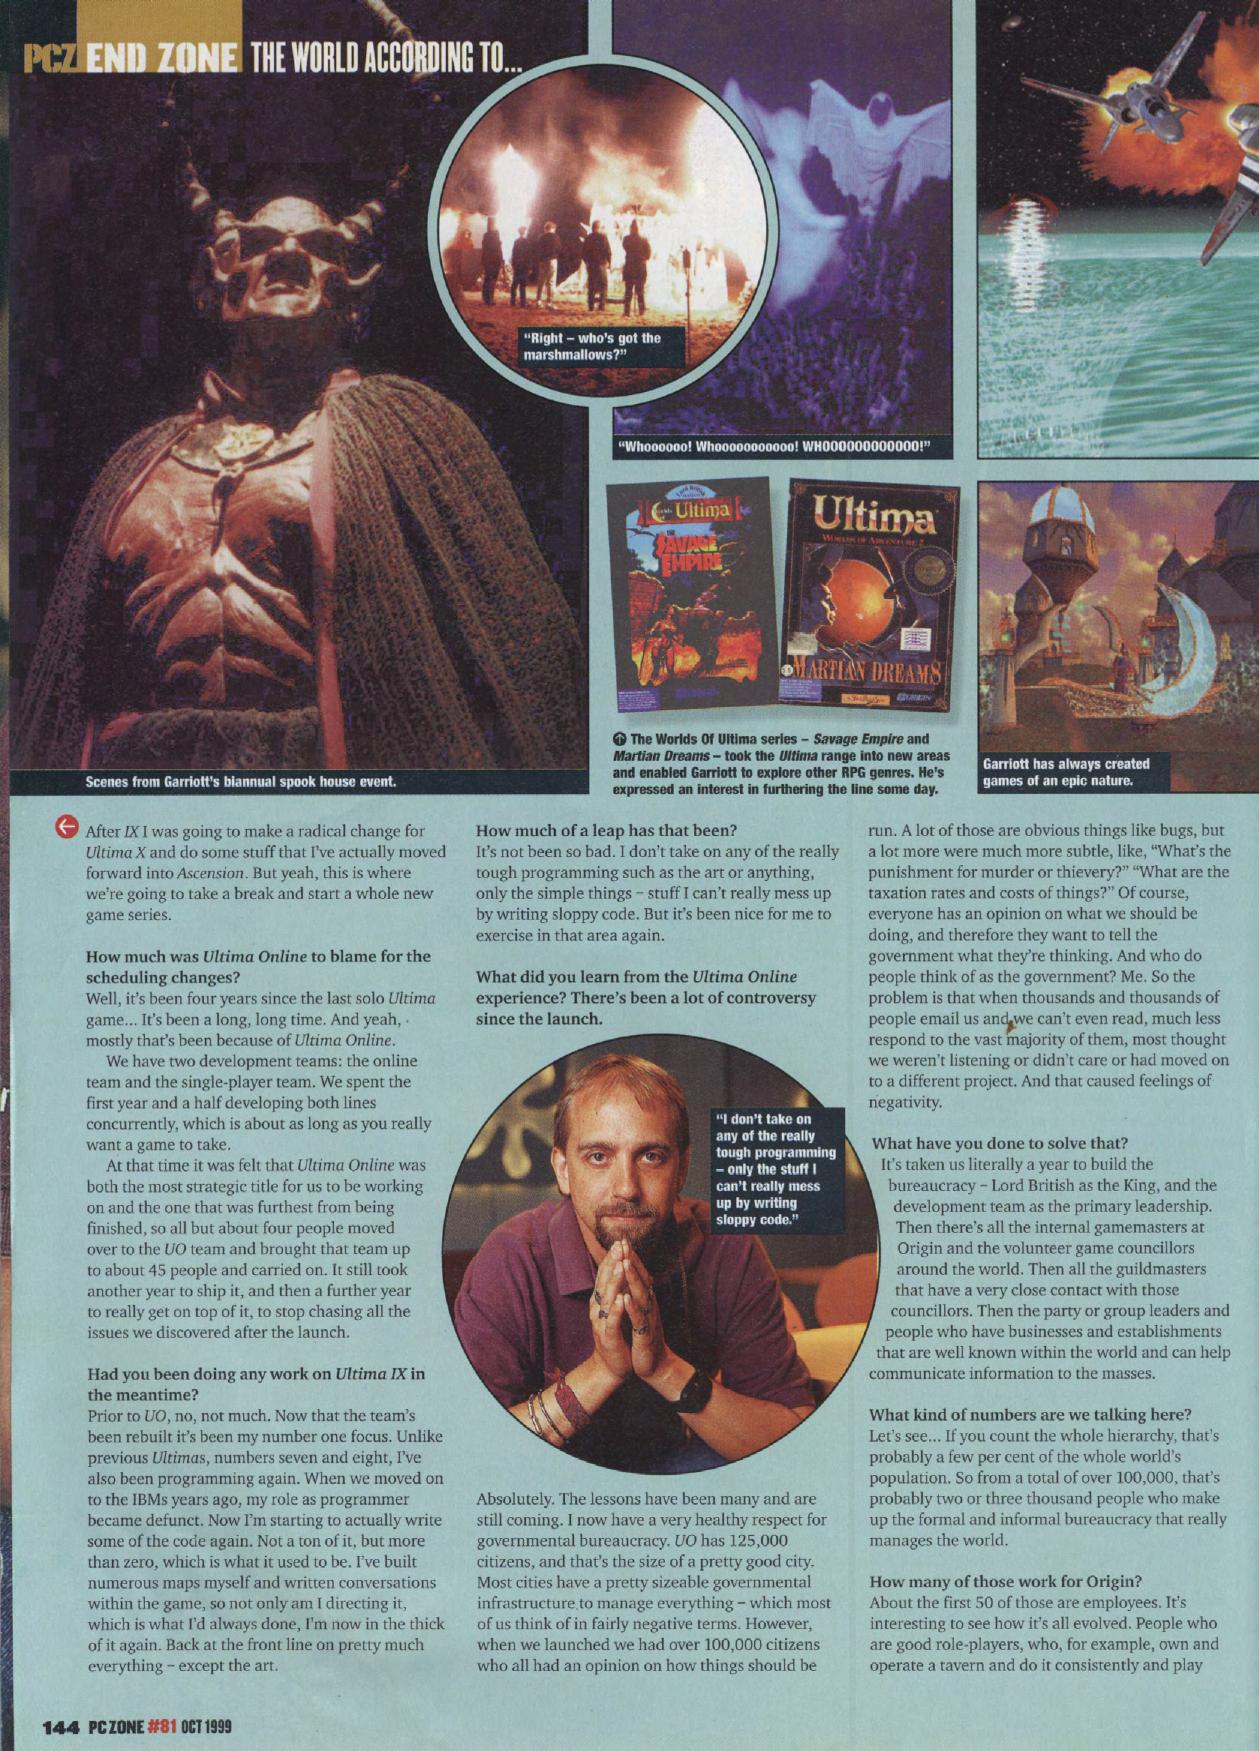 PCZ END ZONE THE WORLD ACCORDING TO...
"Right – who's got the
marshmallows?"
"Whoooooo! Whooooooooooo! WHOOOOOOOOOOOO!"
Lord British
Ultima
THE
SAVAGE
EMPIRE
ORIGIN
Ultima
WORLDS OF ADVENTURE 2
MARTIAN DREAMS
ORIGIN
The Worlds Of Ultima series – Savage Empire and
Martian Dreams – took the Ultima range into new areas
and enabled Garriott to explore other RPG genres. He's
expressed an interest in furthering the line some day.
Garriott has always created
games of an epic nature.
Scenes from Garriott's biannual spook house event.
After IX I was going to make a radical change for
Ultima X and do some stuff that I've actually moved
forward into Ascension. But yeah, this is where
we're going to take a break and start a whole new
game series.
How much was Ultima Online to blame for the
scheduling changes?
Well, it's been four years since the last solo Ultima
game... It's been a long, long time. And yeah,
mostly that's been because of Ultima Online.
We have two development teams: the online
team and the single-player team. We spent the
first year and a half developing both lines
concurrently, which is about as long as you really
want a game to take.
At that time it was felt that Ultima Online was
both the most strategic title for us to be working
on and the one that was furthest from being
finished, so all but about four people moved
over to the UO team and brought that team up
to about 45 people and carried on. It still took
another year to ship it, and then a further year
to really get on top of it, to stop chasing all the
issues we discovered after the launch.
Had you been doing any work on Ultima IX in
the meantime?
Prior to UO, no, not much. Now that the team's
been rebuilt it's been my number one focus. Unlike
previous Ultimas, numbers seven and eight, I've
also been programming again. When we moved on
to the IBMs years ago, my role as programmer
became defunct. Now I'm starting to actually write
some of the code again. Not a ton of it, but more
than zero, which is what it used to be. I've built
numerous maps myself and written conversations
within the game, so not only am I directing it,
which is what I'd always done, I'm now in the thick
of it again. Back at the front line on pretty much
everything – except the art.
How much of a leap has that been?
It's not been so bad. I don't take on any of the really
tough programming such as the art or anything,
only the simple things – stuff I can't really mess up
by writing sloppy code. But it's been nice for me to
exercise in that area again.
What did you learn from the Ultima Online
experience? There's been a lot of controversy
since the launch.
"I don't take on
any of the really
tough programming
– only the stuff I
can't really mess
up by writing
sloppy code."
Absolutely. The lessons have been many and are
still coming. I now have a very healthy respect for
governmental bureaucracy. UO has 125,000
citizens, and that's the size of a pretty good city.
Most cities have a pretty sizeable governmental
infrastructure to manage everything – which most
of us think of in fairly negative terms. However,
when we launched we had over 100,000 citizens
who all had an opinion on how things should be
run. A lot of those are obvious things like bugs, but
a lot more were much more subtle, like, "What's the
punishment for murder or thievery?" "What are the
taxation rates and costs of things?" Of course,
everyone has an opinion on what we should be
doing, and therefore they want to tell the
government what they're thinking. And who do
people think of as the government? Me. So the
problem is that when thousands and thousands of
people email us and we can't even read, much less
respond to the vast majority of them, most thought
we weren't listening or didn't care or had moved on
to a different project. And that caused feelings of
negativity.
What have you done to solve that?
It's taken us literally a year to build the
bureaucracy – Lord British as the King, and the
development team as the primary leadership.
Then there's all the internal gamemasters at
Origin and the volunteer game councillors
around the world. Then all the guildmasters
that have a very close contact with those
councillors. Then the party or group leaders and
people who have businesses and establishments
that are well known within the world and can help
communicate information to the masses.
What kind of numbers are we talking here?
Let's see... If you count the whole hierarchy, that's
probably a few per cent of the whole world's
population. So from a total of over 100,000, that's
probably two or three thousand people who make
up the formal and informal bureaucracy that really
manages the world.
How many of those work for Origin?
About the first 50 of those are employees. It's
interesting to see how it's all evolved. People who
are good role-players, who, for example, own and
operate a tavern and do it consistently and play
144 PCZONE #81 OCT 1999